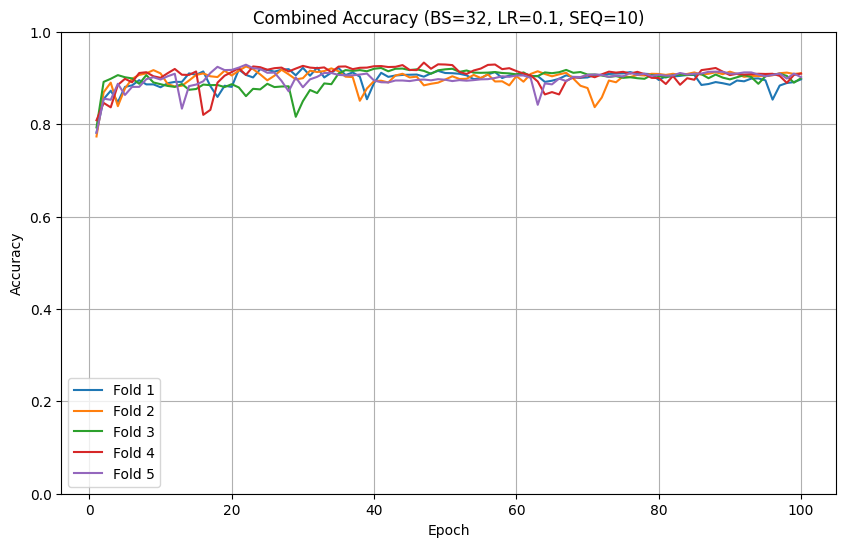 Combined Accuracy (BS=32, LR=0.1, SEQ=10)
Accuracy
1.0
0.8
0.6
0.4
0.2
0.0
Fold 1
Fold 2
Fold 3
Fold 4
Fold 5
0 20 40 60 80 100
Epoch